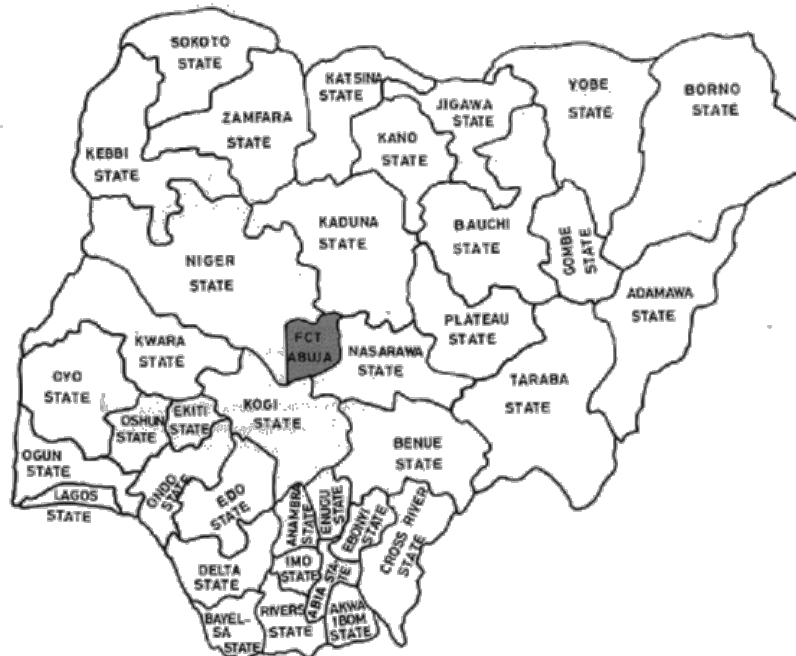 SOKOTO
STATE
KATSINA
STATE
ZAMFARA
STATE
KEBBI
STATE
JIGAWA
STATE
KANO
STATE
YOBE
STATE
BORNO
STATE
KADUNA
STATE
BAUCHI
STATE
GOMBE
STATE
NIGER
STATE
ADAMAWA
STATE
PLATEAU
STATE
FCT
ABUJA
NASARAWA
STATE
KWARA
STATE
OYO
STATE
TARABA
STATE
KOGI
STATE
OSHUN
STATE
EKITI
STATE
BENUE
STATE
OGUN
STATE
LAGOS
STATE
ONDO
STATE
EDO
STATE
ANAMBRA
STATE
ENUGU
STATE
EBONYI
STATE
CROSS RIVER
STATE
DELTA
STATE
IMO
STATE
ABIA STA-
TE
BAYEL-
SA
STATE
RIVERS
STATE
AKWA
IBOM
STATE